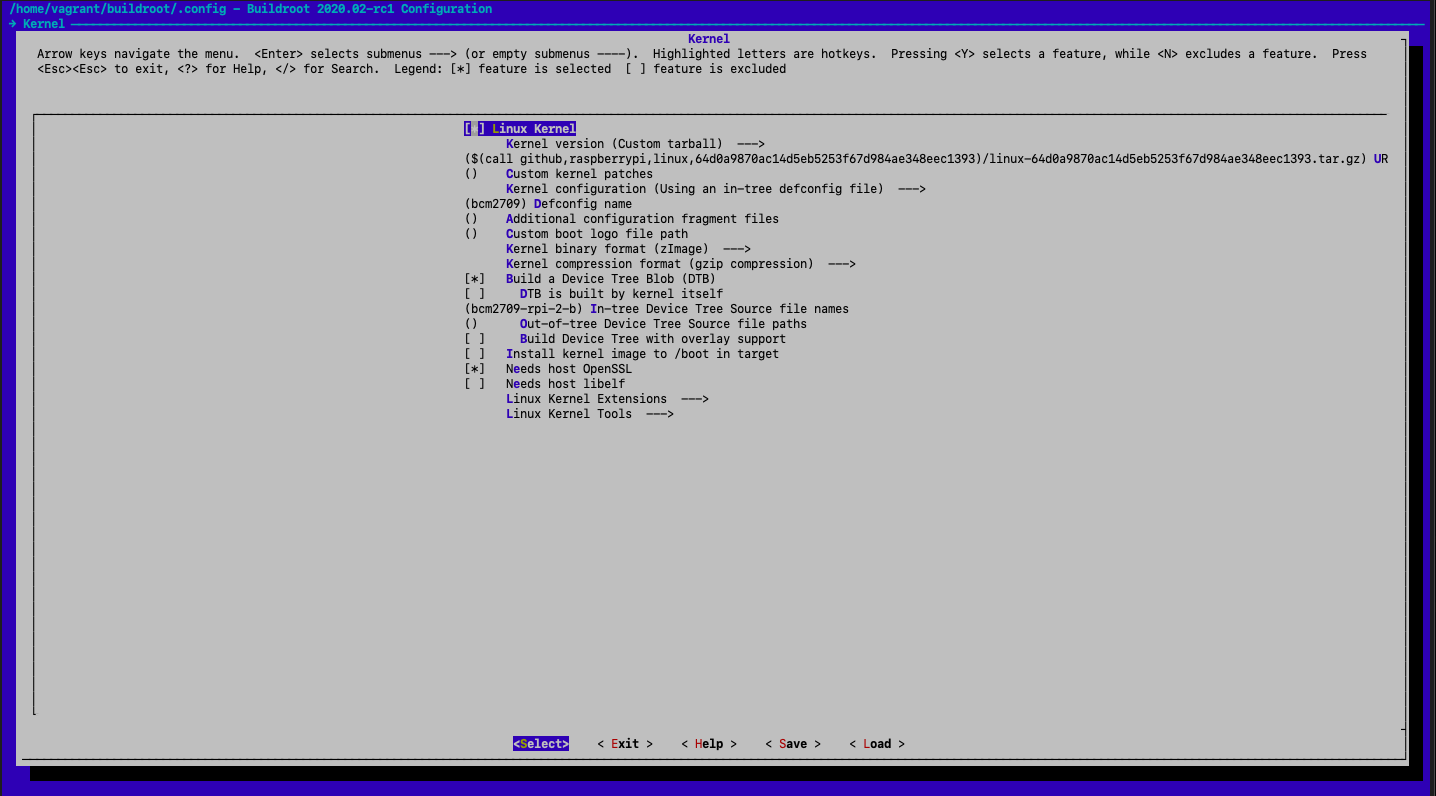 /home/vagrant/buildroot/.config - Buildroot 2020.02-rc1 Configuration
→ Kernel
Kernel
Arrow keys navigate the menu.  <Enter> selects submenus ---> (or empty submenus ----).  Highlighted letters are hotkeys.  Pressing <Y> selects a feature, while <N> excludes a feature.  Press
<Esc><Esc> to exit, <?> for Help, </> for Search.  Legend: [*] feature is selected  [ ] feature is excluded
[*] Linux Kernel
Kernel version (Custom tarball)  --->
($(call github,raspberrypi,linux,64d0a9870ac14d5eb5253f67d984ae348eec1393)/linux-64d0a9870ac14d5eb5253f67d984ae348eec1393.tar.gz) UR
()    Custom kernel patches
Kernel configuration (Using an in-tree defconfig file)  --->
(bcm2709) Defconfig name
()    Additional configuration fragment files
()    Custom boot logo file path
Kernel binary format (zImage)  --->
Kernel compression format (gzip compression)  --->
[*]   Build a Device Tree Blob (DTB)
[ ]     DTB is built by kernel itself
(bcm2709-rpi-2-b) In-tree Device Tree Source file names
()      Out-of-tree Device Tree Source file paths
[ ]     Build Device Tree with overlay support
[ ]   Install kernel image to /boot in target
[*]   Needs host OpenSSL
[ ]   Needs host libelf
Linux Kernel Extensions  --->
Linux Kernel Tools  --->
<Select>    < Exit >    < Help >    < Save >    < Load >